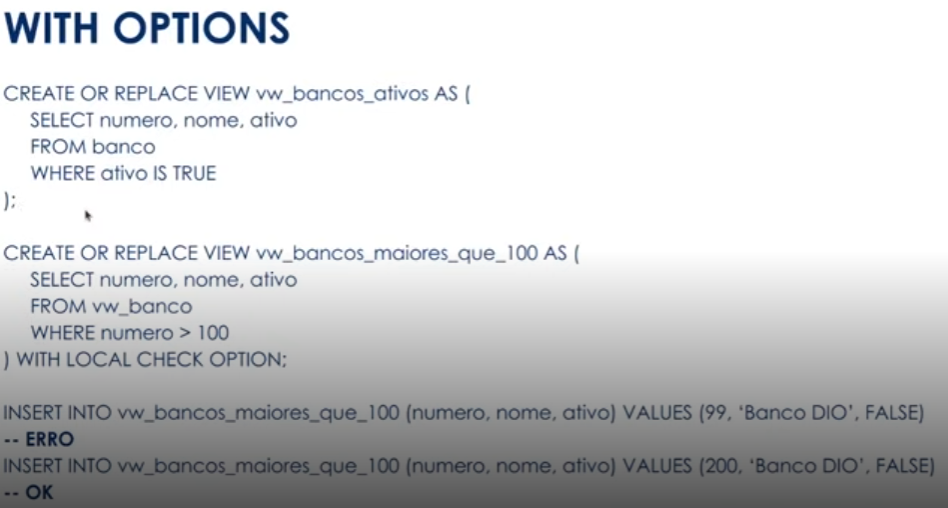 WITH OPTIONS
CREATE OR REPLACE VIEW vw_bancos_ativos AS (
SELECT numero, nome, ativo
FROM banco
WHERE ativo IS TRUE
);
CREATE OR REPLACE VIEW vw_bancos_maiores_que_100 AS (
SELECT numero, nome, ativo
FROM vw_banco
WHERE numero > 100
) WITH LOCAL CHECK OPTION;
INSERT INTO vw_bancos_maiores_que_100 (numero, nome, ativo) VALUES (99, ‘Banco DIO’, FALSE)
-- ERRO
INSERT INTO vw_bancos_maiores_que_100 (numero, nome, ativo) VALUES (200, ‘Banco DIO’, FALSE)
-- OK